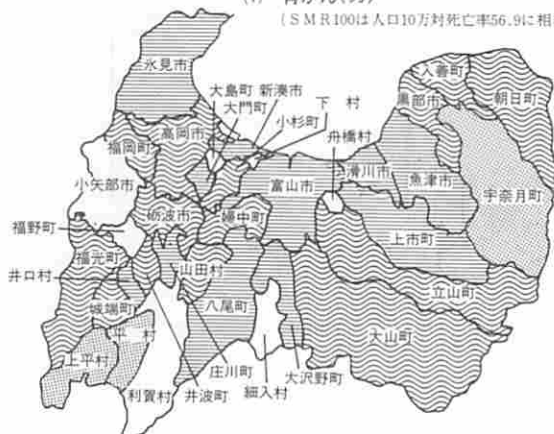 (SMR100は人口10万対死亡率56.9に相
氷見市
大島町 新湊市
大門町
下 村
小杉町
舟橋村
入善町
朝日町
黒部市
高岡市
福岡町
小矢部市
滑川市
魚津市
宇奈月町
富山市
砺波市
婦中町
上市町
福野町
福光町
井口村
山田村
立山町
城端町
八尾町
大山町
平 村
上平村
庄川町
大沢野町
利賀村
井波町
細入村